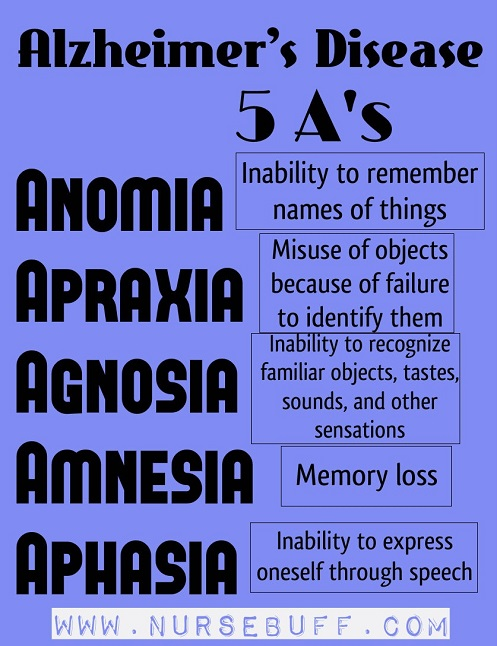 Alzheimer's Disease
5 A's
Anomia
Inability to remember
names of things
Apraxia
Misuse of objects
because of failure
to identify them
Agnosia
Inability to recognize
familiar objects, tastes,
sounds, and other
sensations
Amnesia
Memory loss
Aphasia
Inability to express
oneself through speech
WWW.NURSEBUFF.COM